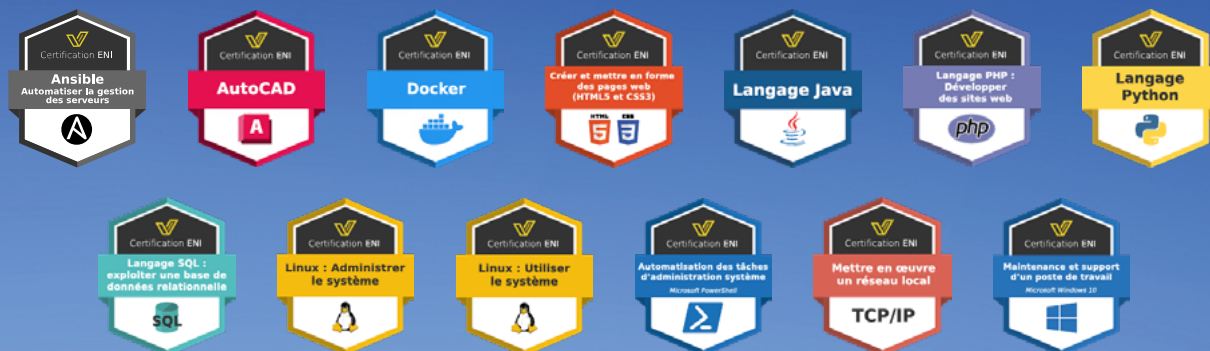 Certification ENI
Ansible
Automatiser la gestion
des serveurs
Certification ENI
AutoCAD
A
Certification ENI
Docker
Certification ENI
Créer et mettre en forme
des pages web
(HTML5 et CSS3)
HTML
5
CSS
3
Certification ENI
Langage Java
Certification ENI
Langage PHP :
Développer
des sites web
php
Certification ENI
Langage
Python
Certification ENI
Langage SQL :
exploiter une base de
données relationnelle
SQL
Certification ENI
Linux : Administrer
le système
Certification ENI
Linux : Utiliser
le système
Certification ENI
Automatisation des tâches
d'administration système
Microsoft PowerShell
Certification ENI
Mettre en œuvre
un réseau local
TCP/IP
Certification ENI
Maintenance et support
d'un poste de travail
Microsoft Windows 10